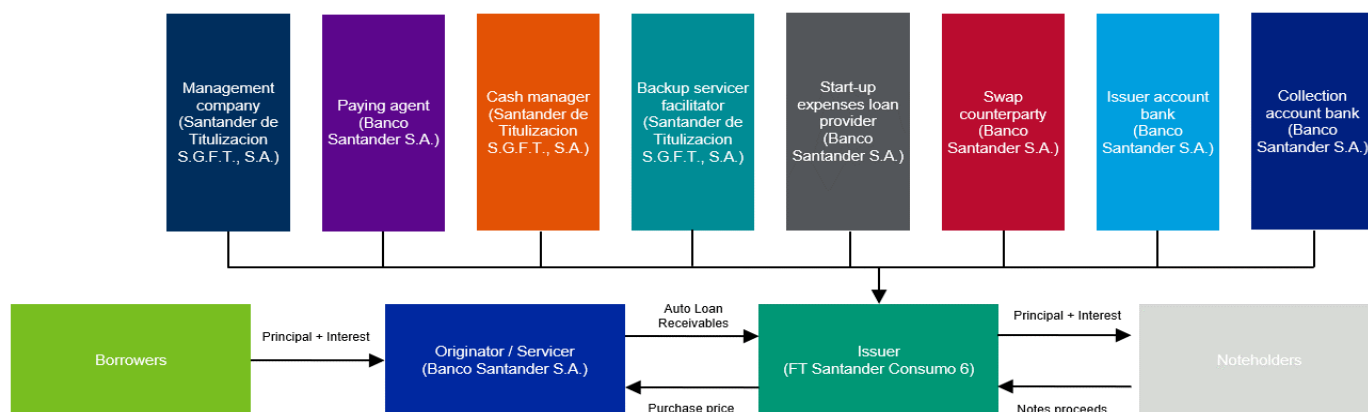 Management
company
(Santander de
Titulizacion
S.G.F.T., S.A.)
Paying agent
(Banco
Santander S.A.)
Cash manager
(Santander de
Titulizacion
S.G.F.T., S.A.)
Backup servicer
facilitator
(Santander de
Titulizacion
S.G.F.T., S.A.)
Start-up
expenses loan
provider
(Banco
Santander S.A.)
Swap
counterparty
(Banco
Santander S.A.)
Issuer account
bank
(Banco
Santander S.A.)
Collection
account bank
(Banco
Santander S.A.)
Borrowers
Principal + Interest
Originator / Servicer
(Banco Santander S.A.)
Auto Loan
Receivables
Purchase price
Issuer
(FT Santander Consumo 6)
Principal + Interest
Notes proceeds
Noteholders